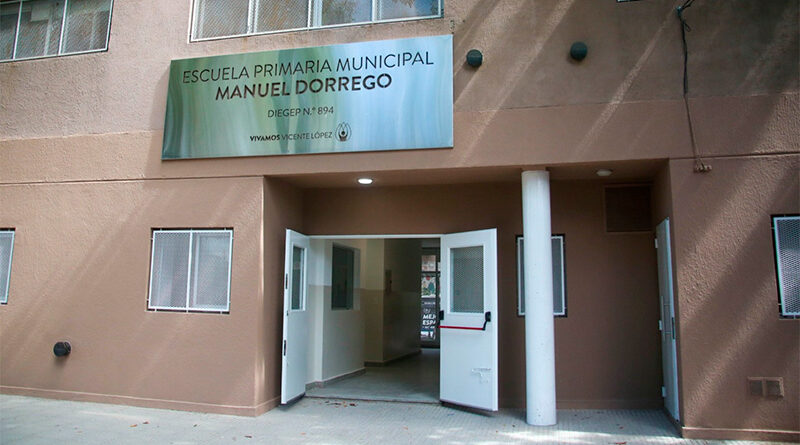 ESCUELA PRIMARIA MUNICIPAL
MANUEL DORREGO
DIEGEP N.º 894
VIVAMOS VICENTE LÓPEZ